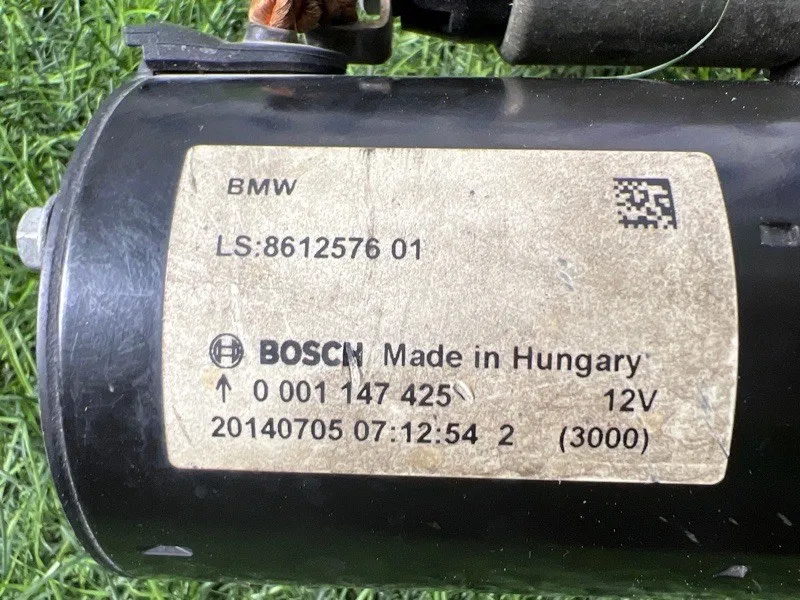 BMW
LS:8612576 01
BOSCH Made in Hungary
↑ 0 001 147 425 12V
20140705 07:12:54 2 (3000)